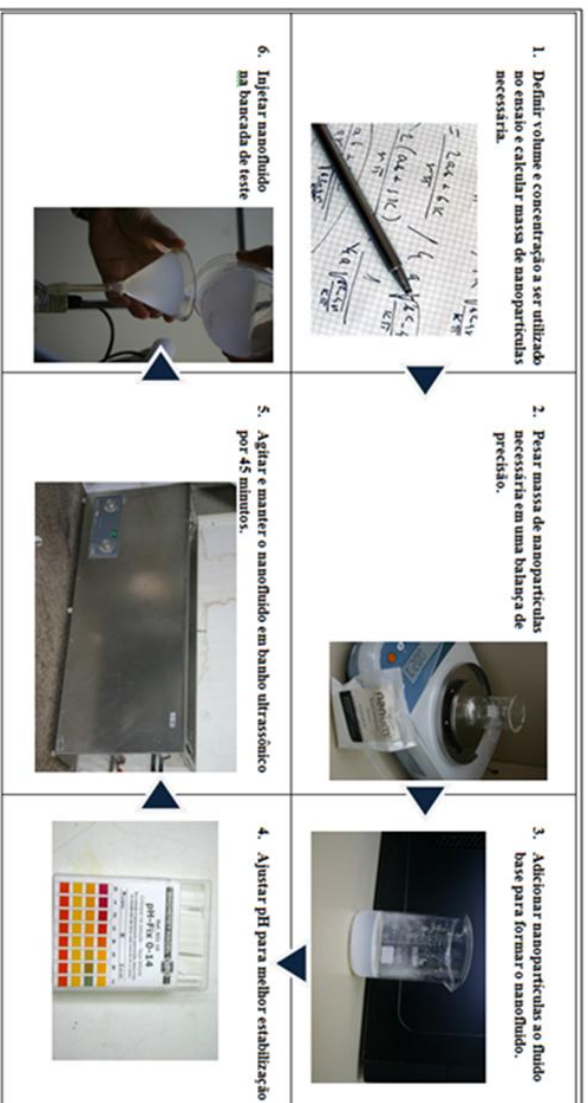 1. Definir volume e concentração a ser utilizado
no ensaio e calcular massa de nanopartículas
necessária.
2. Pesar massa de nanopartículas
necessária em uma balança de
precisão.
3. Adicionar nanopartículas ao fluido
base para formar o nanofluido.
4. Ajustar pH para melhor estabilização
pH-Fix 0-14
5. Agitar e manter o nanofluido em banho ultrassônico
por 45 minutos.
6. Injetar nanofluido
na bancada de teste